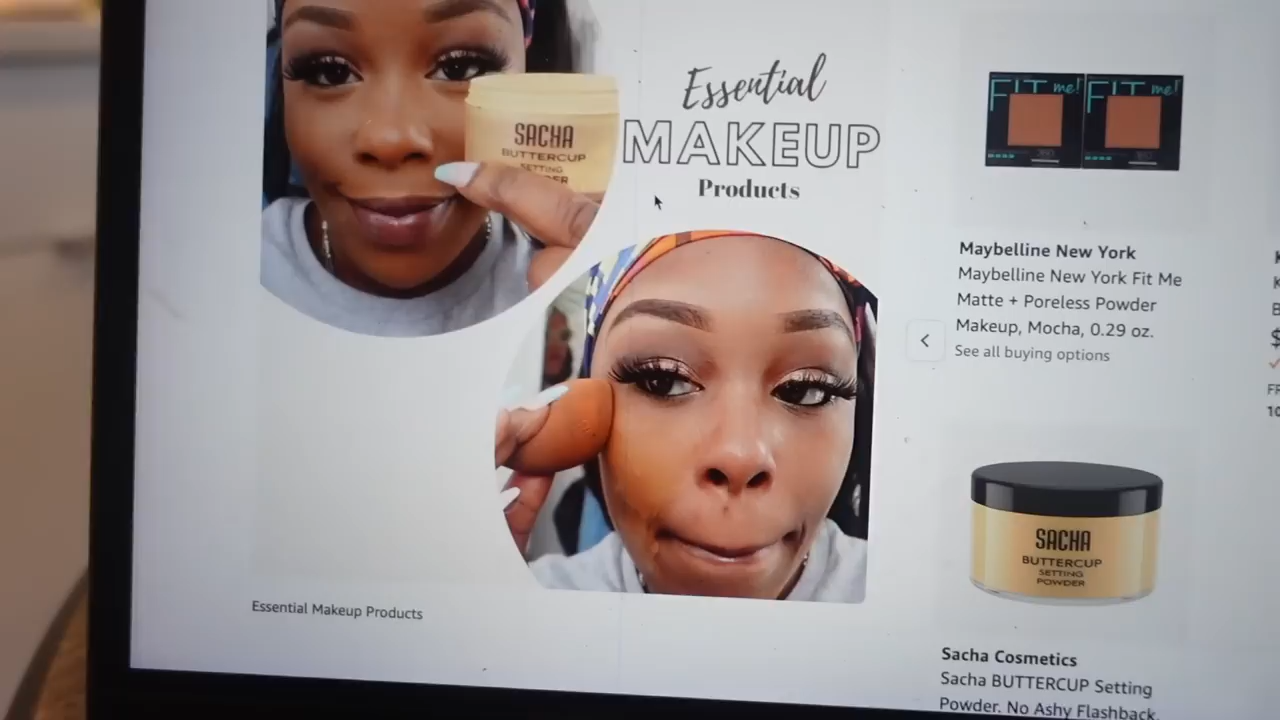 SACHA
BUTTERCUP
SETTING
Essential
MAKEUP
Products
Essential Makeup Products
FIT me!
FIT me!
Maybelline New York
Maybelline New York Fit Me
Matte + Poreless Powder
Makeup, Mocha, 0.29 oz.
See all buying options
SACHA
BUTTERCUP
SETTING
POWDER
Sacha Cosmetics
Sacha BUTTERCUP Setting
Powder. No Ashy Flashback